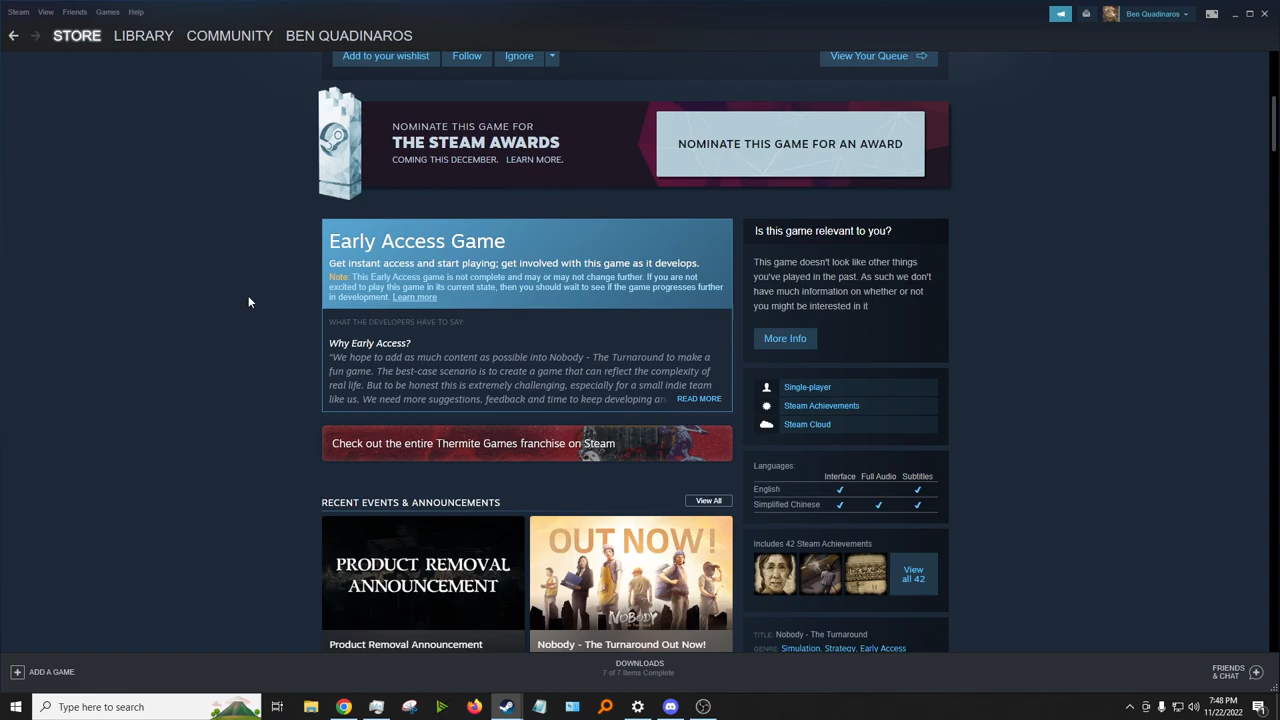 Steam View Friends Games Help
Ben Quadinaros
STORE LIBRARY COMMUNITY BEN QUADINAROS
Add to your wishlist Follow Ignore View Your Queue
NOMINATE THIS GAME FOR
THE STEAM AWARDS
COMING THIS DECEMBER. LEARN MORE.
NOMINATE THIS GAME FOR AN AWARD
Early Access Game
Get instant access and start playing; get involved with this game as it develops.
Note: This Early Access game is not complete and may or may not change further. If you are not
excited to play this game in its current state, then you should wait to see if the game progresses further
in development. Learn more
WHAT THE DEVELOPERS HAVE TO SAY:
Why Early Access?
“We hope to add as much content as possible into Nobody - The Turnaround to make a
fun game. The best-case scenario is to create a game that can reflect the complexity of
real life. But to be honest this is extremely challenging, especially for a small indie team
like us. We need more suggestions, feedback and time to keep developing an READ MORE
Check out the entire Thermite Games franchise on Steam
RECENT EVENTS & ANNOUNCEMENTS View All
PRODUCT REMOVAL
ANNOUNCEMENT
Product Removal Announcement
OUT NOW!
NOBODY
Nobody - The Turnaround Out Now!
Is this game relevant to you?
This game doesn't look like other things
you've played in the past. As such we don't
have much information on whether or not
you might be interested in it
More Info
Single-player
Steam Achievements
Steam Cloud
Languages:
Interface Full Audio Subtitles
English ✔ ✔
Simplified Chinese ✔ ✔ ✔
Includes 42 Steam Achievements
View
all 42
TITLE: Nobody - The Turnaround
GENRE: Simulation, Strategy, Early Access
ADD A GAME
DOWNLOADS
7 of 7 Items Complete
FRIENDS
& CHAT
Type here to search
7:48 PM
11/22/2022